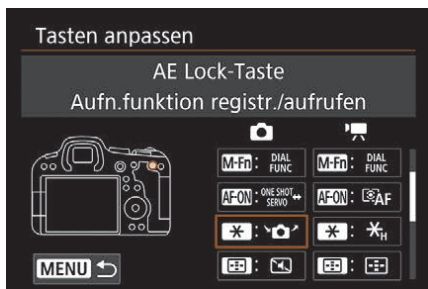 Tasten anpassen
AE Lock-Taste
Aufn.funktion registr./aufrufen
M-Fn : DIAL FUNC M-Fn : DIAL FUNC
AF-ON : ONE SHOT SERVO AF-ON : AF
H
MENU